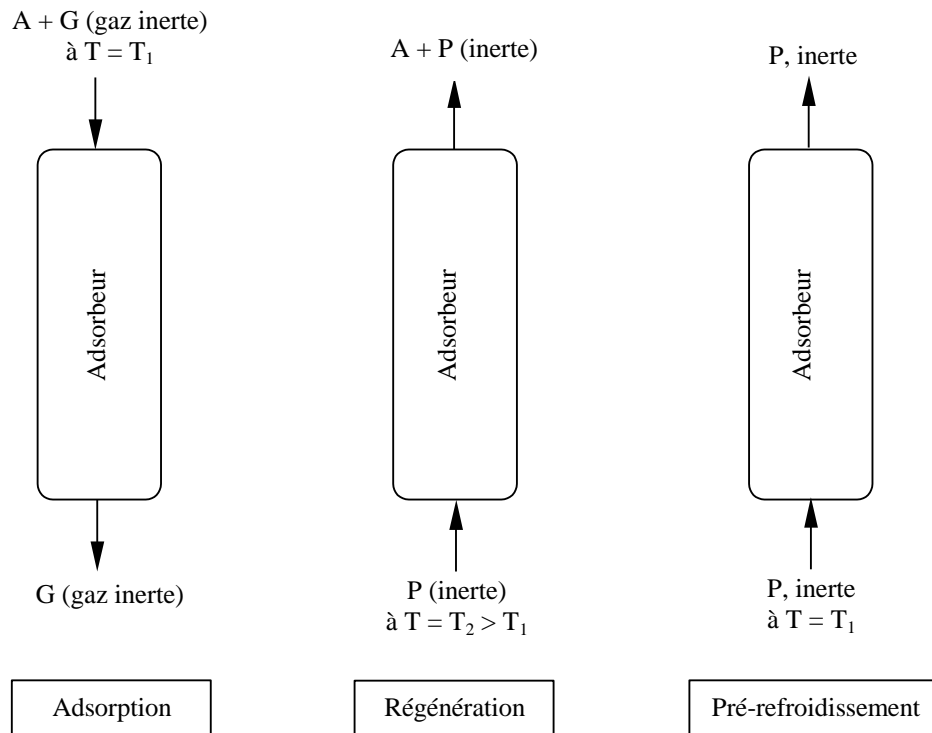 A + G (gaz inerte)
à T = T₁
Adsorbeur
G (gaz inerte)
Adsorption
A + P (inerte)
Adsorbeur
P (inerte)
à T = T₂ > T₁
Régénération
P, inerte
Adsorbeur
P, inerte
à T = T₁
Pré-refroidissement